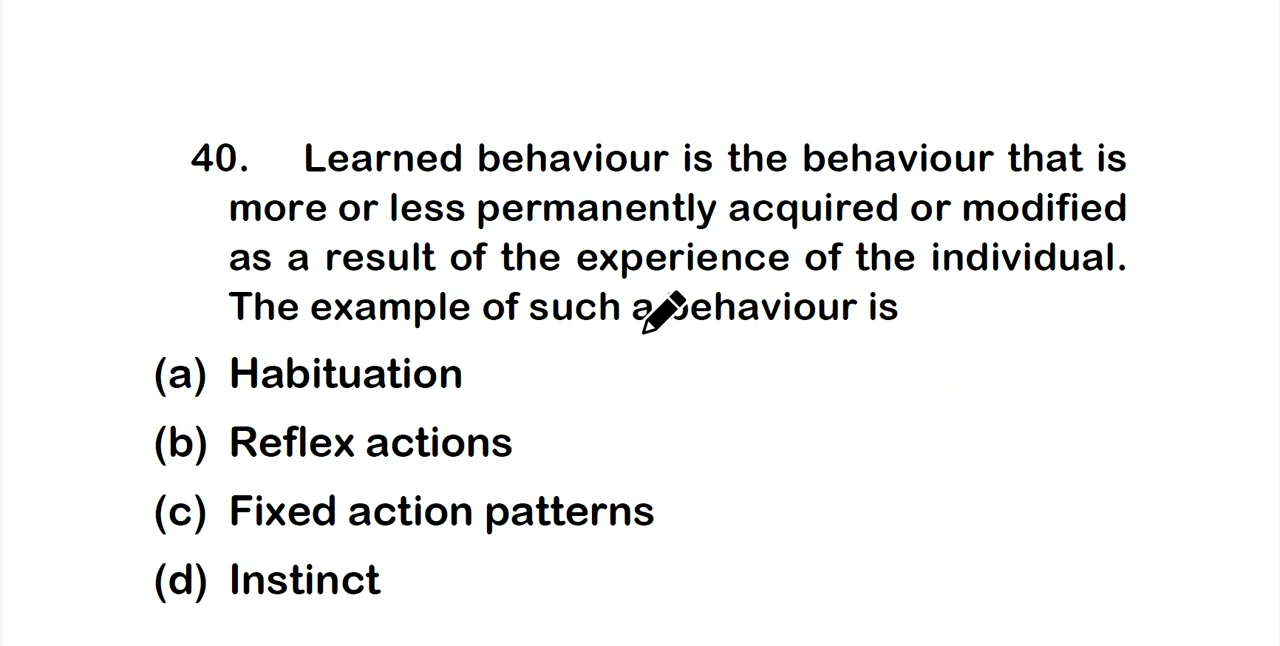 40. Learned behaviour is the behaviour that is
more or less permanently acquired or modified
as a result of the experience of the individual.
The example of such a behaviour is
(a) Habituation
(b) Reflex actions
(c) Fixed action patterns
(d) Instinct